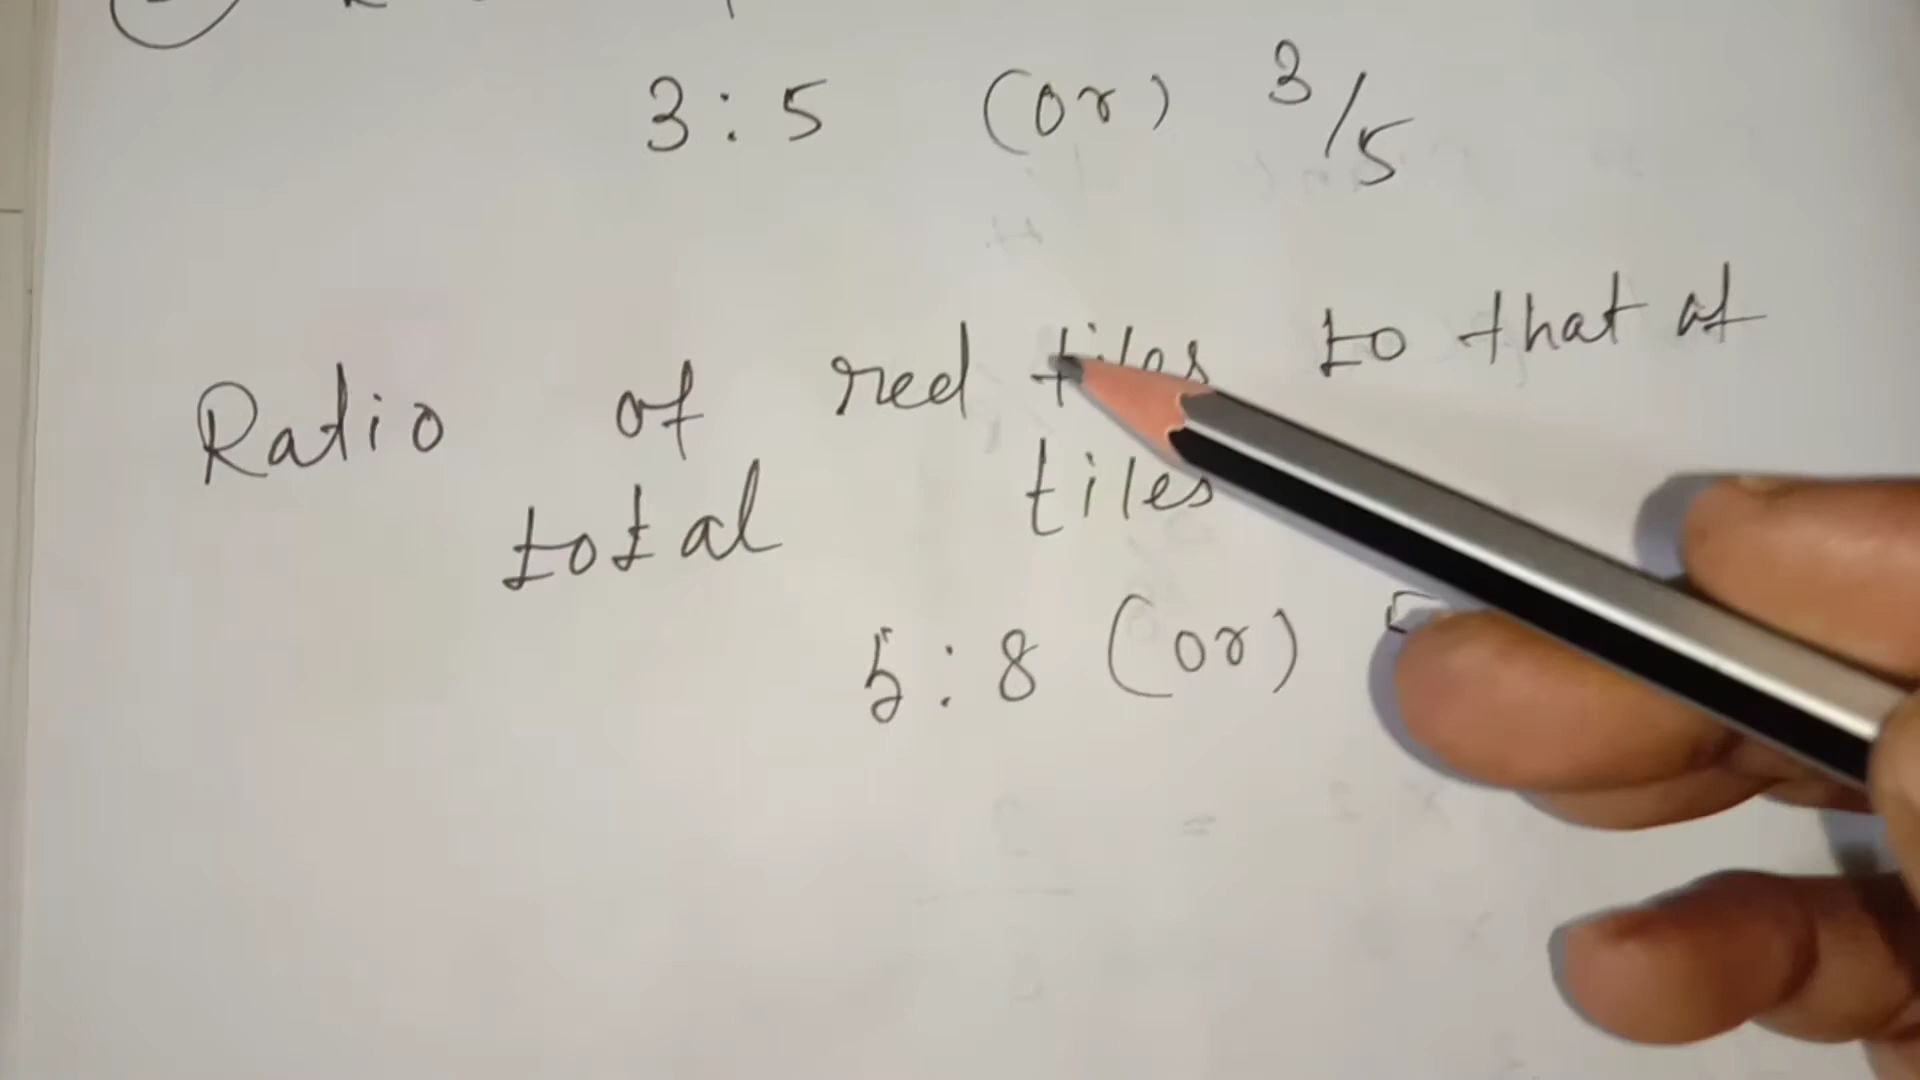 3 : 5 (or) 3/5
Ratio of red tiles to that of
total tiles
5 : 8 (or)